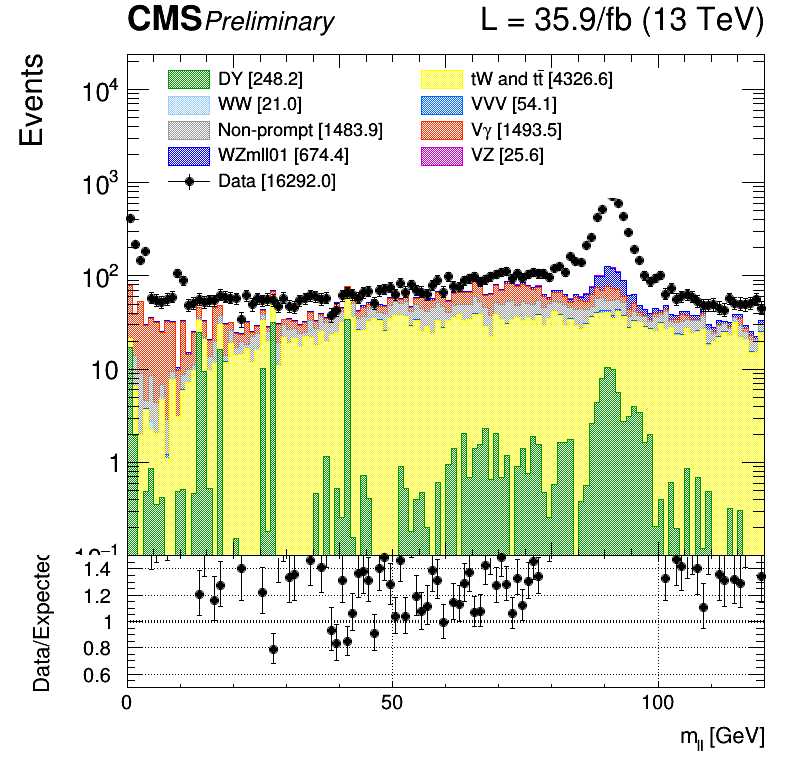 CMS Preliminary L = 35.9/fb (13 TeV)
Events
DY [248.2] tW and tt̄ [4326.6]
WW [21.0] VVV [54.1]
Non-prompt [1483.9] Vγ [1493.5]
WZmll01 [674.4] VZ [25.6]
Data [16292.0]
10⁴
10³
10²
10
1
10⁻¹
Data/Expected
1.4
1.2
1
0.8
0.6
0 50 100
m_ll [GeV]